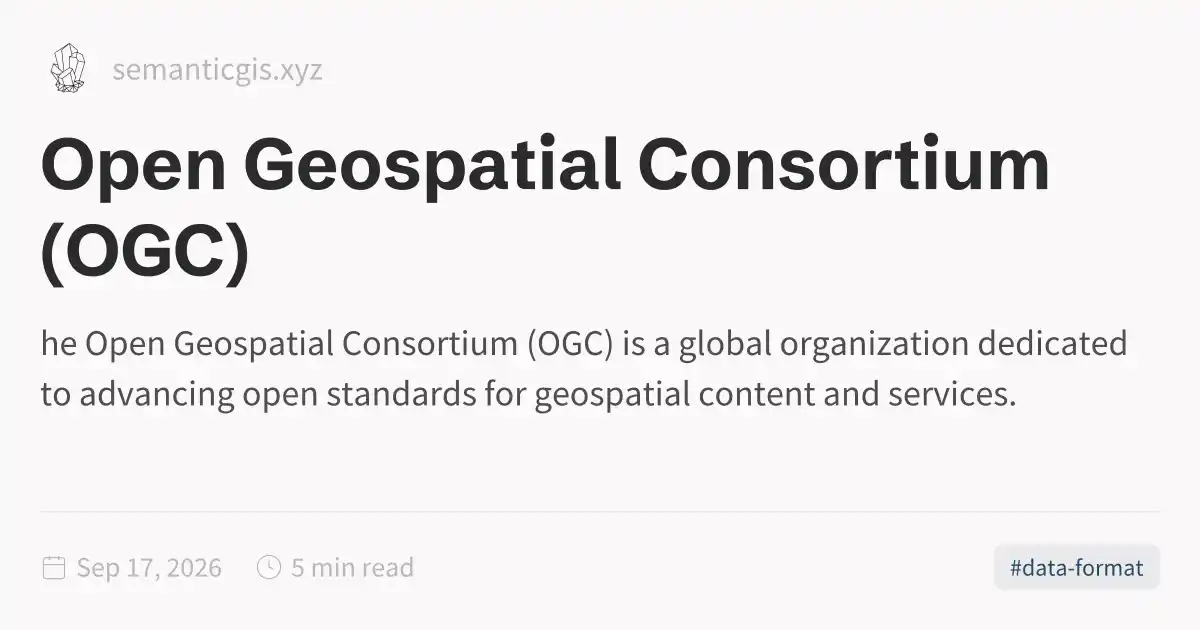 semanticgis.xyz
Open Geospatial Consortium
(OGC)
he Open Geospatial Consortium (OGC) is a global organization dedicated
to advancing open standards for geospatial content and services.
Sep 17, 2026 5 min read #data-format